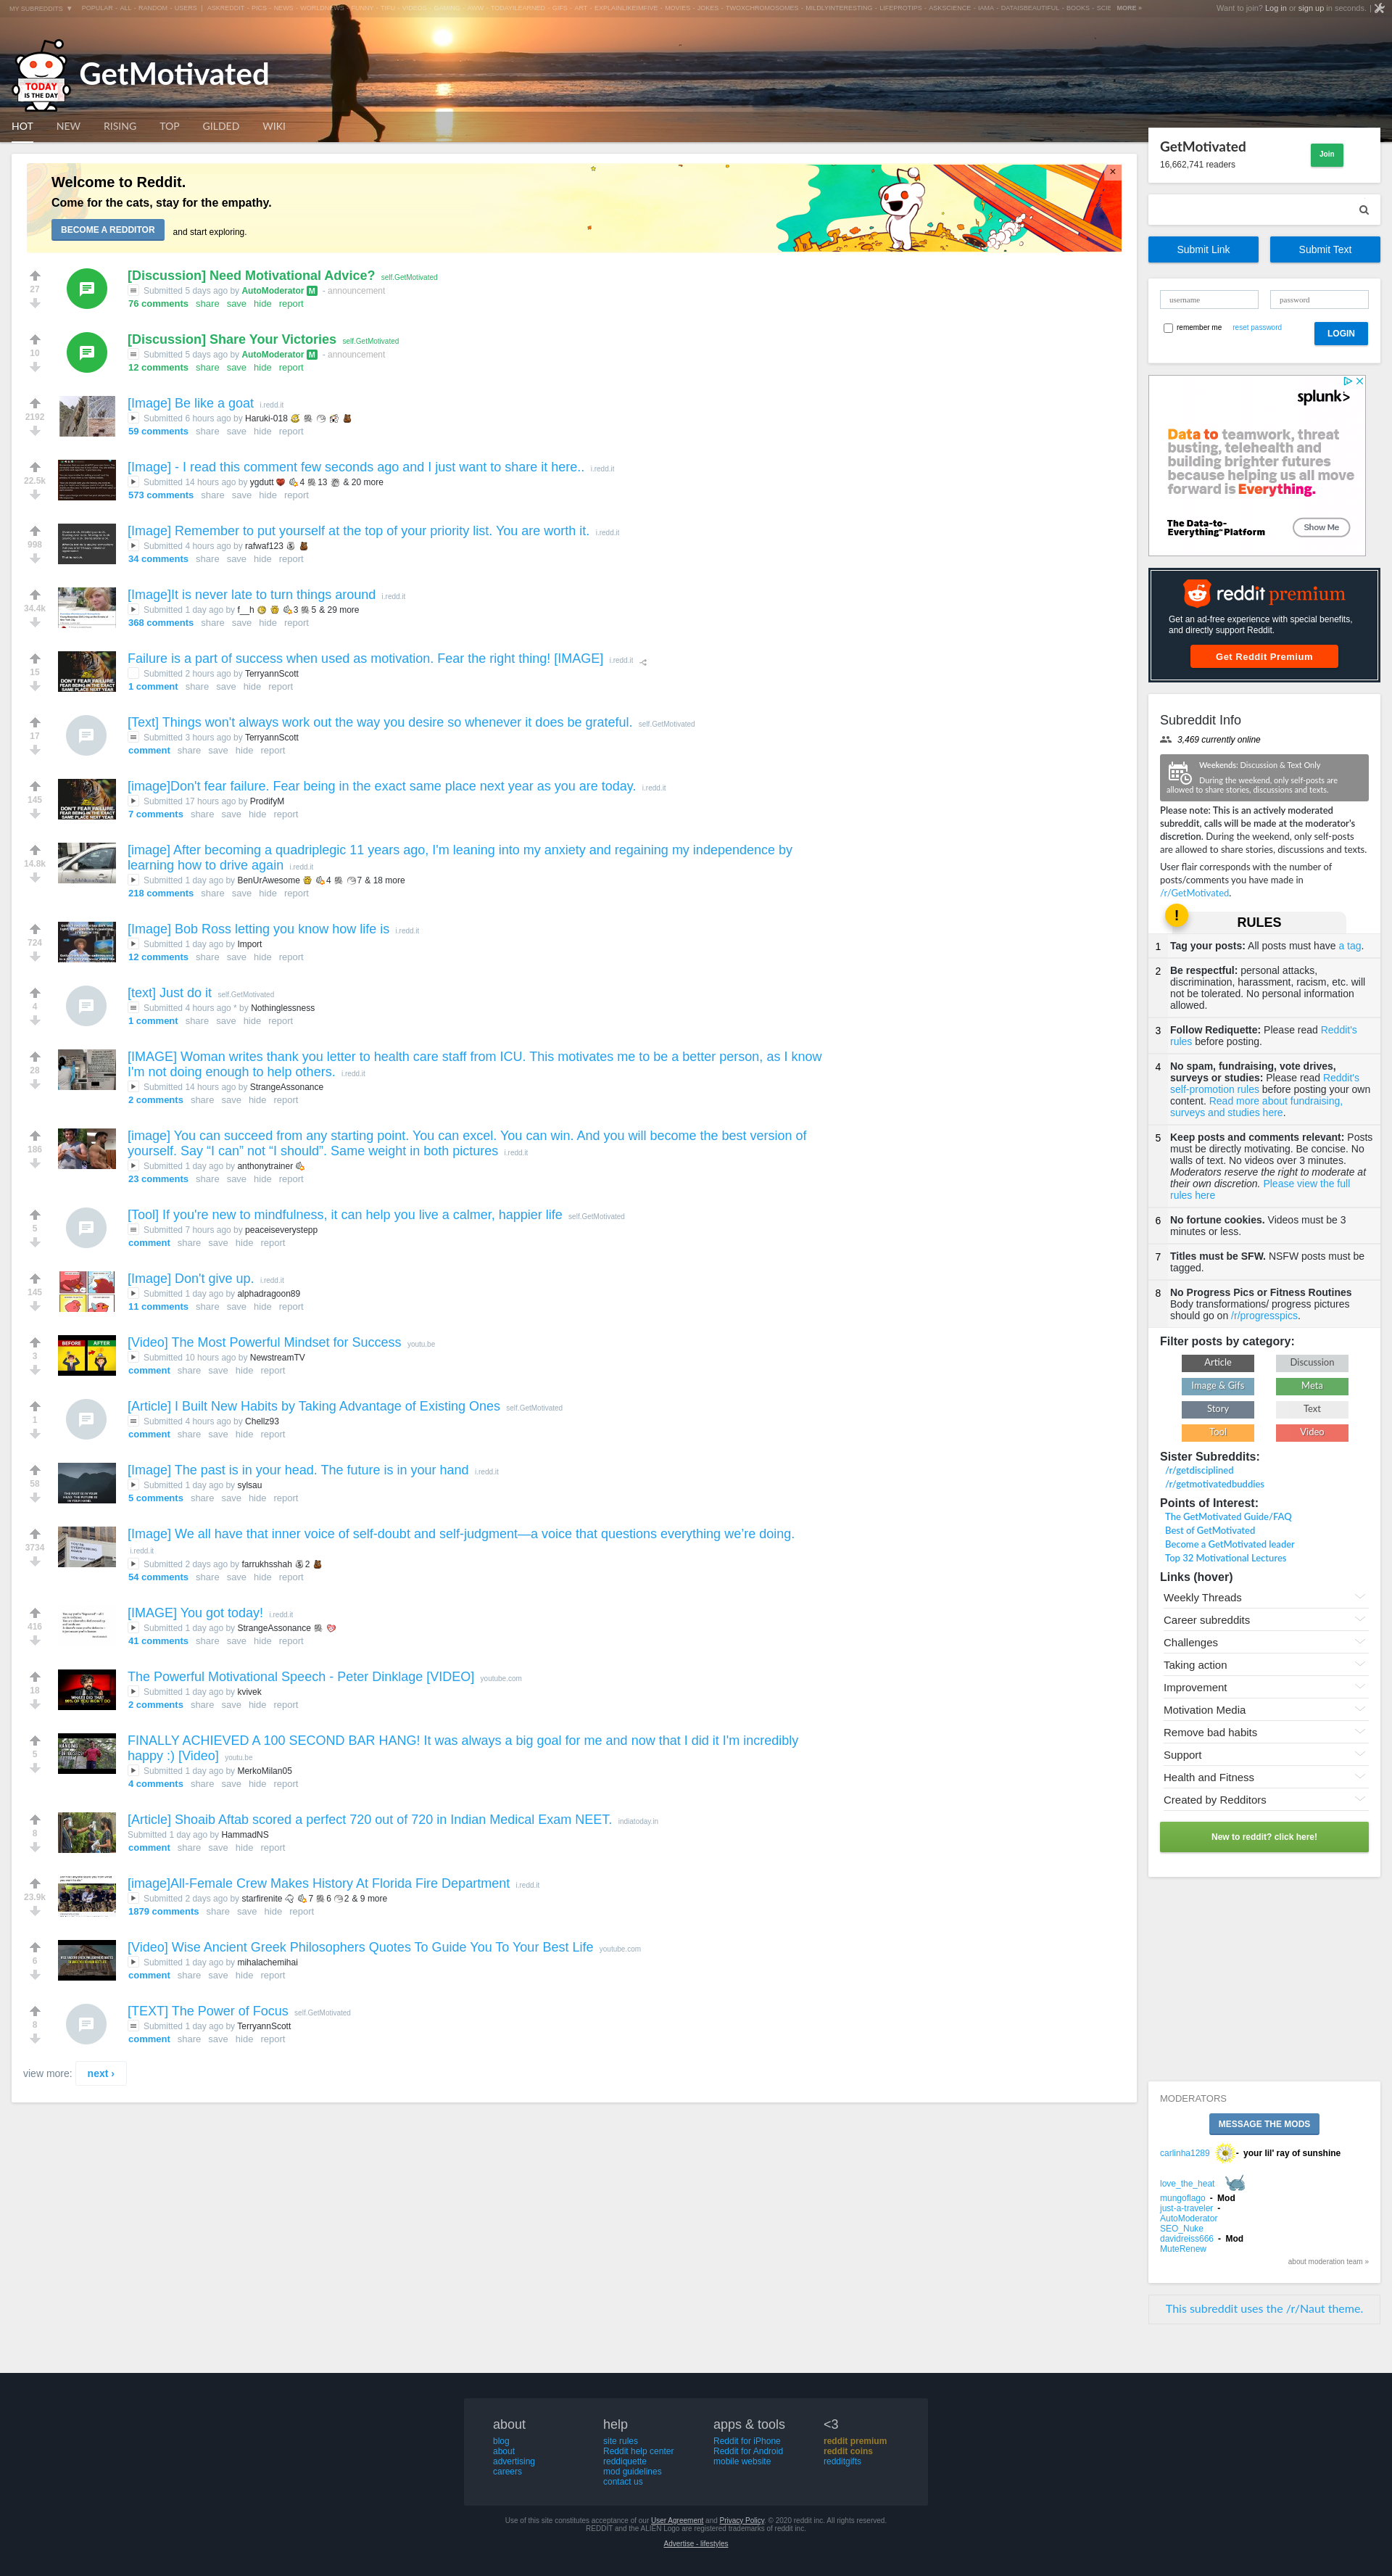 MY SUBREDDITS ▼ POPULAR - ALL - RANDOM - USERS | ASKREDDIT - PICS - NEWS - WORLDNEWS - FUNNY - TIFU - EXPLAINLIKEIMFIVE - MOVIES - JOKES - TWOXCHROMOSOMES - MILDLYINTERESTING - LIFEPROTIPS - ASKSCIENCE - IAMA - DATAISBEAUTIFUL - BOOKS - SCIE MORE »
Want to join? Log in or sign up in seconds. |
TODAY
IS THE DAY
GetMotivated
HOT NEW RISING TOP GILDED WIKI
Welcome to Reddit.
Come for the cats, stay for the empathy.
BECOME A REDDITOR and start exploring.
×
27
[Discussion] Need Motivational Advice? self.GetMotivated
Submitted 5 days ago by AutoModerator M - announcement
76 comments share save hide report
10
[Discussion] Share Your Victories self.GetMotivated
Submitted 5 days ago by AutoModerator M - announcement
12 comments share save hide report
2192
[Image] Be like a goat i.redd.it
Submitted 6 hours ago by Haruki-018
59 comments share save hide report
22.5k
[Image] - I read this comment few seconds ago and I just want to share it here.. i.redd.it
Submitted 14 hours ago by ygdutt 4 13 & 20 more
573 comments share save hide report
998
[Image] Remember to put yourself at the top of your priority list. You are worth it. i.redd.it
Submitted 4 hours ago by rafwaf123
34 comments share save hide report
34.4k
[Image]It is never late to turn things around i.redd.it
Submitted 1 day ago by f__h 3 5 & 29 more
368 comments share save hide report
15
DON'T FEAR FAILURE.
FEAR BEING IN THE EXACT
SAME PLACE NEXT YEAR
Failure is a part of success when used as motivation. Fear the right thing! [IMAGE] i.redd.it
Submitted 2 hours ago by TerryannScott
1 comment share save hide report
17
[Text] Things won't always work out the way you desire so whenever it does be grateful. self.GetMotivated
Submitted 3 hours ago by TerryannScott
comment share save hide report
145
DON'T FEAR FAILURE.
FEAR BEING IN THE EXACT
SAME PLACE NEXT YEAR
[image]Don't fear failure. Fear being in the exact same place next year as you are today. i.redd.it
Submitted 17 hours ago by ProdifyM
7 comments share save hide report
14.8k
[image] After becoming a quadriplegic 11 years ago, I'm leaning into my anxiety and regaining my independence by
learning how to drive again i.redd.it
Submitted 1 day ago by BenUrAwesome 4 7 & 18 more
218 comments share save hide report
724
[Image] Bob Ross letting you know how life is i.redd.it
Submitted 1 day ago by Import
12 comments share save hide report
4
[text] Just do it self.GetMotivated
Submitted 4 hours ago * by Nothinglessness
1 comment share save hide report
28
[IMAGE] Woman writes thank you letter to health care staff from ICU. This motivates me to be a better person, as I know
I'm not doing enough to help others. i.redd.it
Submitted 14 hours ago by StrangeAssonance
2 comments share save hide report
186
[image] You can succeed from any starting point. You can excel. You can win. And you will become the best version of
yourself. Say “I can” not “I should”. Same weight in both pictures i.redd.it
Submitted 1 day ago by anthonytrainer
23 comments share save hide report
5
[Tool] If you're new to mindfulness, it can help you live a calmer, happier life self.GetMotivated
Submitted 7 hours ago by peaceiseverystepp
comment share save hide report
145
[Image] Don't give up. i.redd.it
Submitted 1 day ago by alphadragoon89
11 comments share save hide report
3
BEFORE AFTER
[Video] The Most Powerful Mindset for Success youtu.be
Submitted 10 hours ago by NewstreamTV
comment share save hide report
1
[Article] I Built New Habits by Taking Advantage of Existing Ones self.GetMotivated
Submitted 4 hours ago by Chellz93
comment share save hide report
58
[Image] The past is in your head. The future is in your hand i.redd.it
Submitted 1 day ago by sylsau
5 comments share save hide report
3734
[Image] We all have that inner voice of self-doubt and self-judgment—a voice that questions everything we're doing.
i.redd.it
Submitted 2 days ago by farrukhsshah 2
54 comments share save hide report
416
[IMAGE] You got today! i.redd.it
Submitted 1 day ago by StrangeAssonance
41 comments share save hide report
18
The Powerful Motivational Speech - Peter Dinklage [VIDEO] youtube.com
Submitted 1 day ago by kvivek
2 comments share save hide report
5
FINALLY ACHIEVED A 100 SECOND BAR HANG! It was always a big goal for me and now that I did it I'm incredibly
happy :) [Video] youtu.be
Submitted 1 day ago by MerkoMilan05
4 comments share save hide report
8
[Article] Shoaib Aftab scored a perfect 720 out of 720 in Indian Medical Exam NEET. indiatoday.in
Submitted 1 day ago by HammadNS
comment share save hide report
23.9k
[image]All-Female Crew Makes History At Florida Fire Department i.redd.it
Submitted 2 days ago by starfirenite 7 6 2 & 9 more
1879 comments share save hide report
6
[Video] Wise Ancient Greek Philosophers Quotes To Guide You To Your Best Life youtube.com
Submitted 1 day ago by mihalachemihai
comment share save hide report
8
[TEXT] The Power of Focus self.GetMotivated
Submitted 1 day ago by TerryannScott
comment share save hide report
view more: next ›
GetMotivated
16,662,741 readers
Join
Submit Link Submit Text
username password
remember me reset password LOGIN
splunk>
Data to teamwork, threat
busting, telehealth and
building brighter futures
because helping us all move
forward is Everything.
The Data-to-
Everything™ Platform
Show Me
reddit premium
Get an ad-free experience with special benefits,
and directly support Reddit.
Get Reddit Premium
Subreddit Info
3,469 currently online
Weekends: Discussion & Text Only
During the weekend, only self-posts are
allowed to share stories, discussions and texts.
Please note: This is an actively moderated
subreddit, calls will be made at the moderator's
discretion. During the weekend, only self-posts
are allowed to share stories, discussions and texts.
User flair corresponds with the number of
posts/comments you have made in
/r/GetMotivated.
! RULES
1 Tag your posts: All posts must have a tag.
2 Be respectful: personal attacks,
discrimination, harassment, racism, etc. will
not be tolerated. No personal information
allowed.
3 Follow Rediquette: Please read Reddit's
rules before posting.
4 No spam, fundraising, vote drives,
surveys or studies: Please read Reddit's
self-promotion rules before posting your own
content. Read more about fundraising,
surveys and studies here.
5 Keep posts and comments relevant: Posts
must be directly motivating. Be concise. No
walls of text. No videos over 3 minutes.
Moderators reserve the right to moderate at
their own discretion. Please view the full
rules here
6 No fortune cookies. Videos must be 3
minutes or less.
7 Titles must be SFW. NSFW posts must be
tagged.
8 No Progress Pics or Fitness Routines
Body transformations/ progress pictures
should go on /r/progresspics.
Filter posts by category:
Article Discussion
Image & Gifs Meta
Story Text
Tool Video
Sister Subreddits:
/r/getdisciplined
/r/getmotivatedbuddies
Points of Interest:
The GetMotivated Guide/FAQ
Best of GetMotivated
Become a GetMotivated leader
Top 32 Motivational Lectures
Links (hover)
Weekly Threads
Career subreddits
Challenges
Taking action
Improvement
Motivation Media
Remove bad habits
Support
Health and Fitness
Created by Redditors
New to reddit? click here!
MODERATORS
MESSAGE THE MODS
carlinha1289 - your lil' ray of sunshine
love_the_heat
mungoflago - Mod
just-a-traveler -
AutoModerator
SEO_Nuke
davidreiss666 - Mod
MuteRenew
about moderation team »
This subreddit uses the /r/Naut theme.
about
blog
about
advertising
careers
help
site rules
Reddit help center
reddiquette
mod guidelines
contact us
apps & tools
Reddit for iPhone
Reddit for Android
mobile website
<3
reddit premium
reddit coins
redditgifts
Use of this site constitutes acceptance of our User Agreement and Privacy Policy. © 2020 reddit inc. All rights reserved.
REDDIT and the ALIEN Logo are registered trademarks of reddit inc.
Advertise - lifestyles